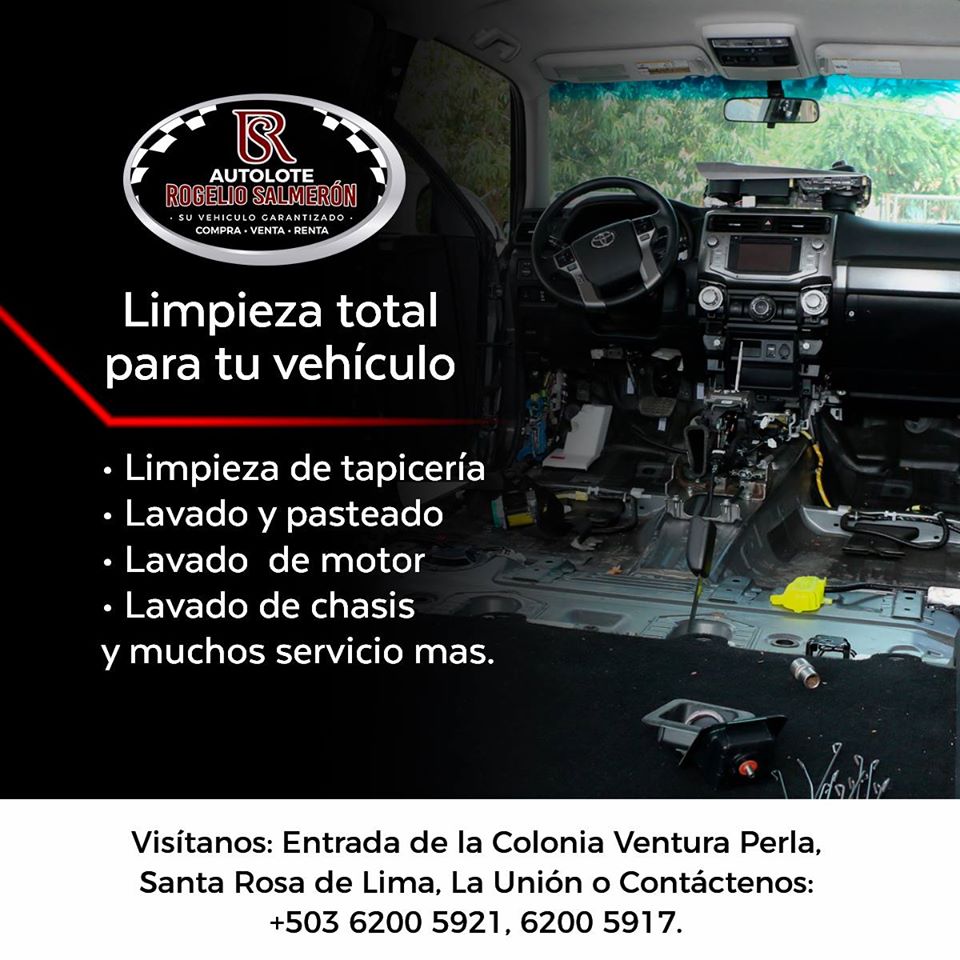 RS
AUTOLOTE
ROGELIO SALMERÓN
· SU VEHICULO GARANTIZADO ·
COMPRA · VENTA · RENTA
Limpieza total
para tu vehículo
• Limpieza de tapicería
• Lavado y pasteado
• Lavado  de motor
• Lavado de chasis
y muchos servicio mas.
Visítanos: Entrada de la Colonia Ventura Perla,
Santa Rosa de Lima, La Unión o Contáctenos:
+503 6200 5921, 6200 5917.